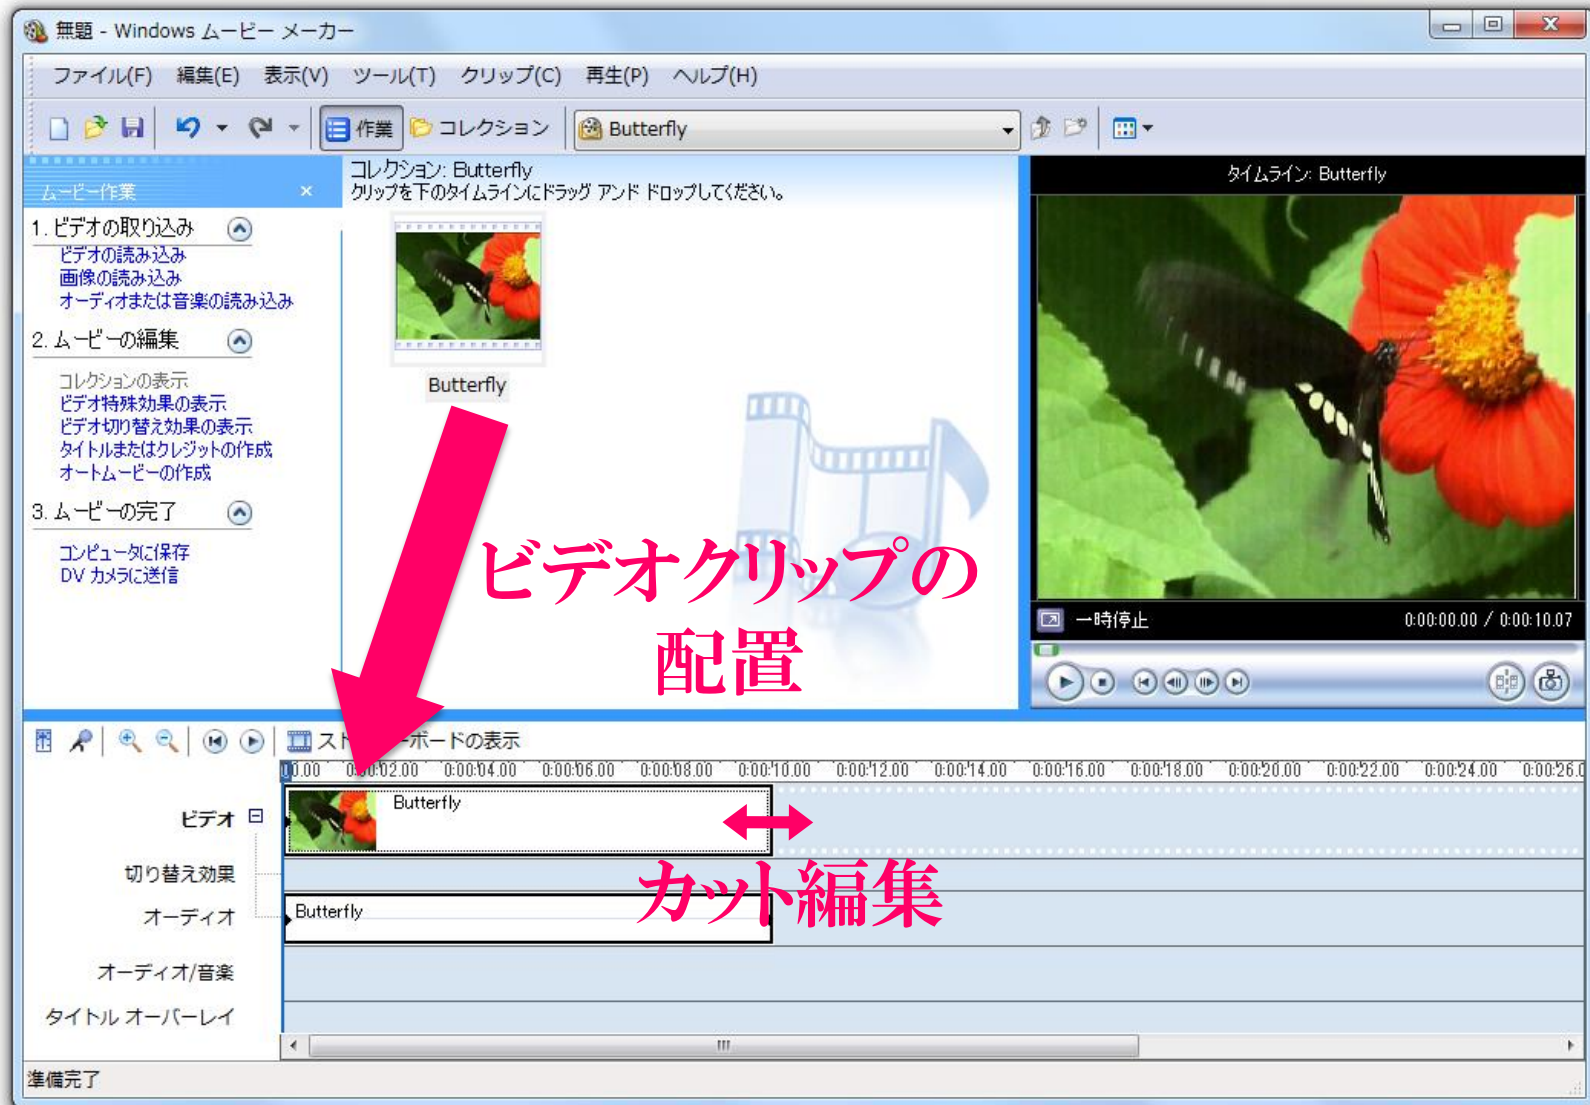 無題 - Windows ムービー メーカー
ファイル(F) 編集(E) 表示(V) ツール(T) クリップ(C) 再生(P) ヘルプ(H)
作業 コレクション Butterfly
ムービー作業 ×
1. ビデオの取り込み
ビデオの読み込み
画像の読み込み
オーディオまたは音楽の読み込み
2. ムービーの編集
コレクションの表示
ビデオ特殊効果の表示
ビデオ切り替え効果の表示
タイトルまたはクレジットの作成
オートムービーの作成
3. ムービーの完了
コンピュータに保存
DV カメラに送信
コレクション: Butterfly
クリップを下のタイムラインにドラッグ アンド ドロップしてください。
Butterfly
ビデオクリップの
配置
タイムライン: Butterfly
一時停止 0:00:00.00 / 0:00:10.07
ボードの表示
0:00:02.00 0:00:04.00 0:00:06.00 0:00:08.00 0:00:10.00 0:00:12.00 0:00:14.00 0:00:16.00 0:00:18.00 0:00:20.00 0:00:22.00 0:00:24.00 0:00:26.0
ビデオ Butterfly
カット編集
切り替え効果
オーディオ Butterfly
オーディオ/音楽
タイトル オーバーレイ
準備完了